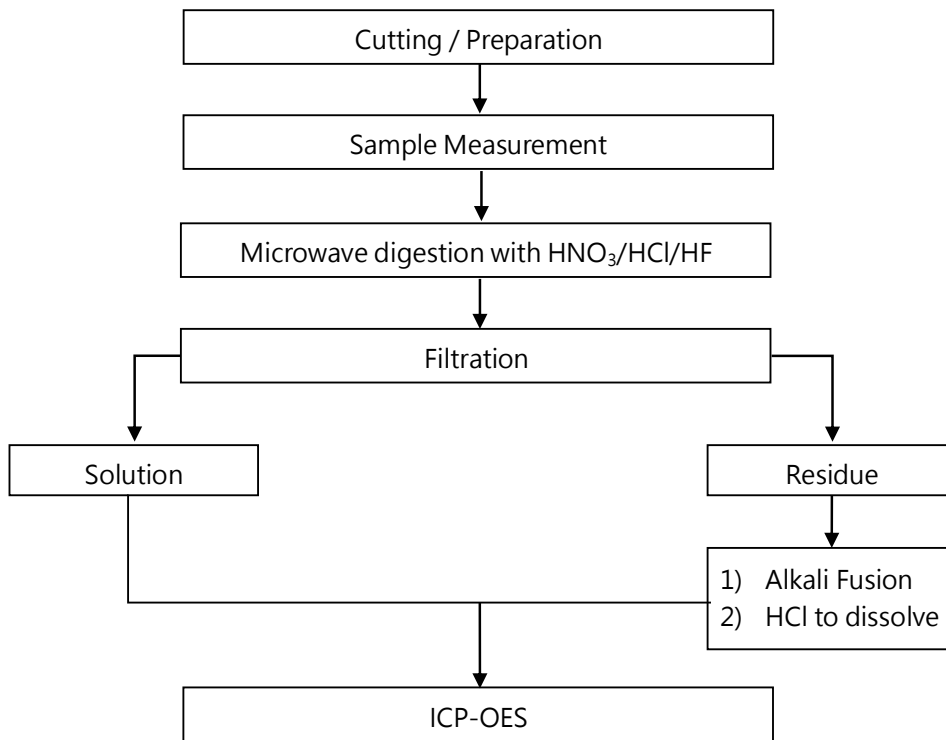 Cutting / Preparation
Sample Measurement
Microwave digestion with HNO₃/HCl/HF
Filtration
Solution
Residue
1) Alkali Fusion
2) HCl to dissolve
ICP-OES